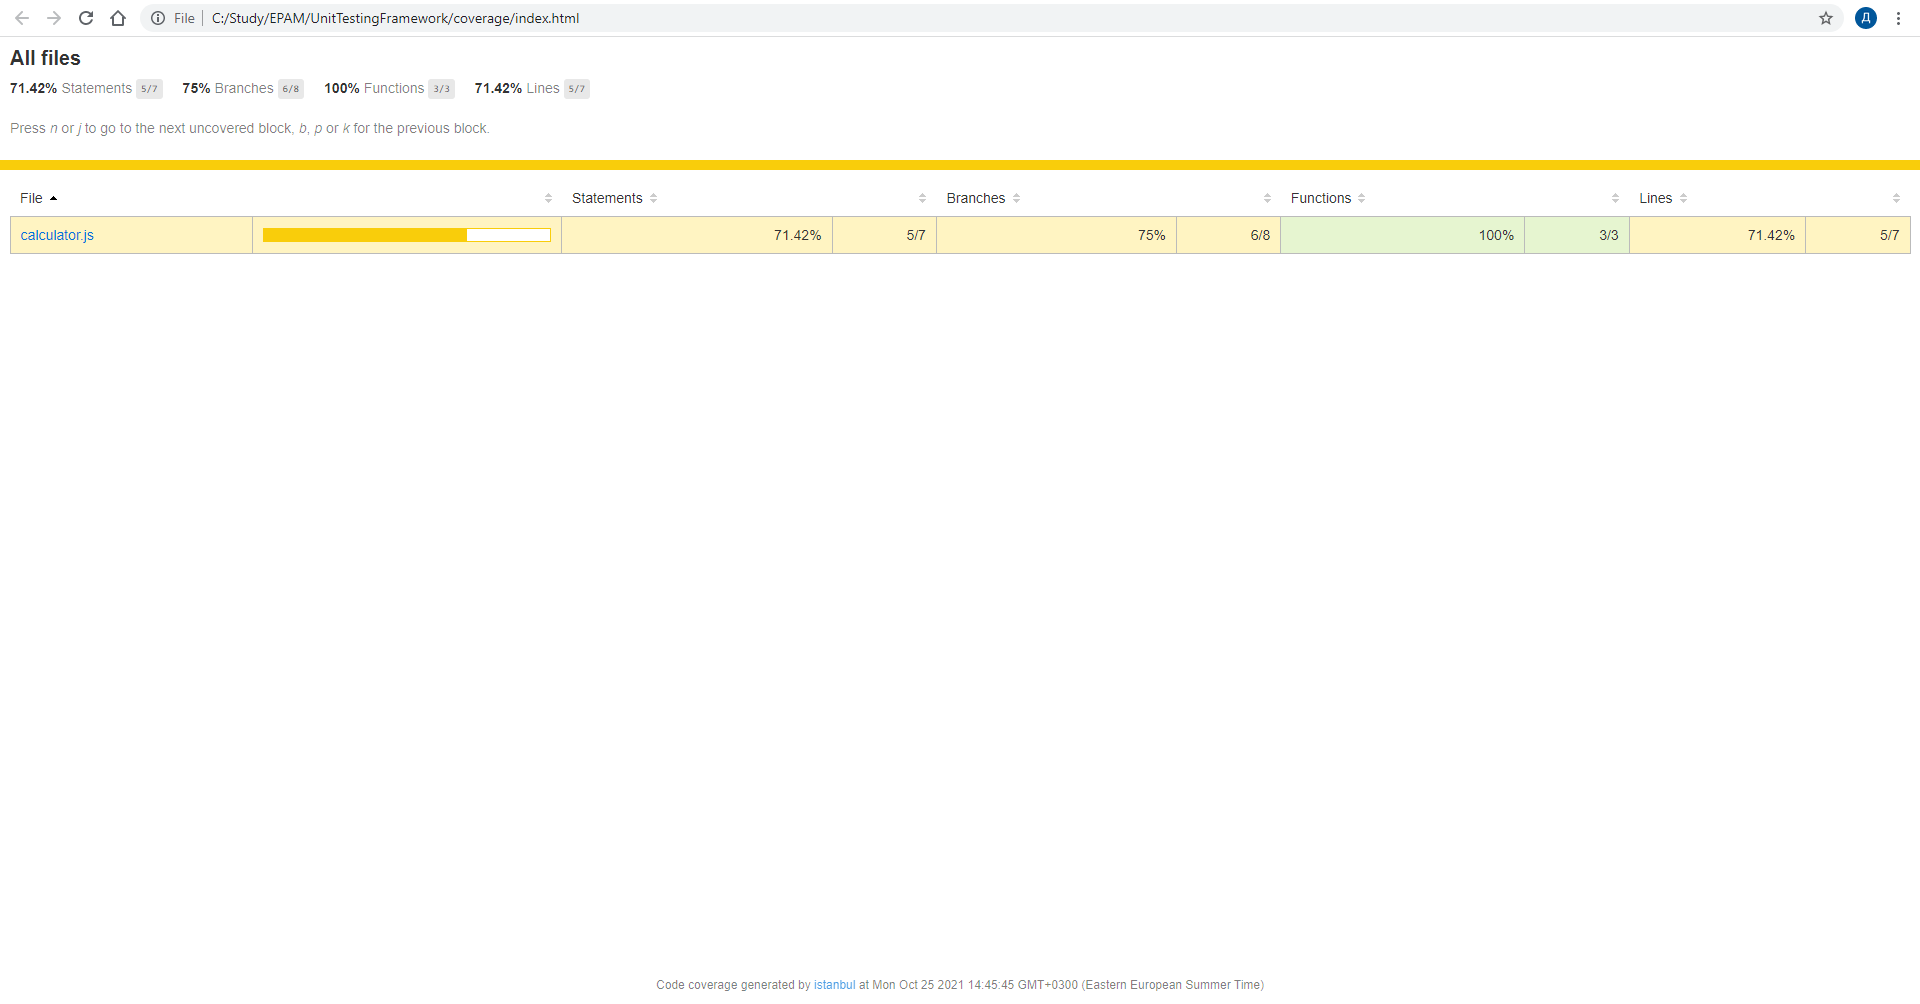 File C:/Study/EPAM/UnitTestingFramework/coverage/index.html Д
All files
71.42% Statements 5/7 75% Branches 6/8 100% Functions 3/3 71.42% Lines 5/7
Press n or j to go to the next uncovered block, b, p or k for the previous block.
File Statements Branches Functions Lines
calculator.js 71.42% 5/7 75% 6/8 100% 3/3 71.42% 5/7
Code coverage generated by istanbul at Mon Oct 25 2021 14:45:45 GMT+0300 (Eastern European Summer Time)